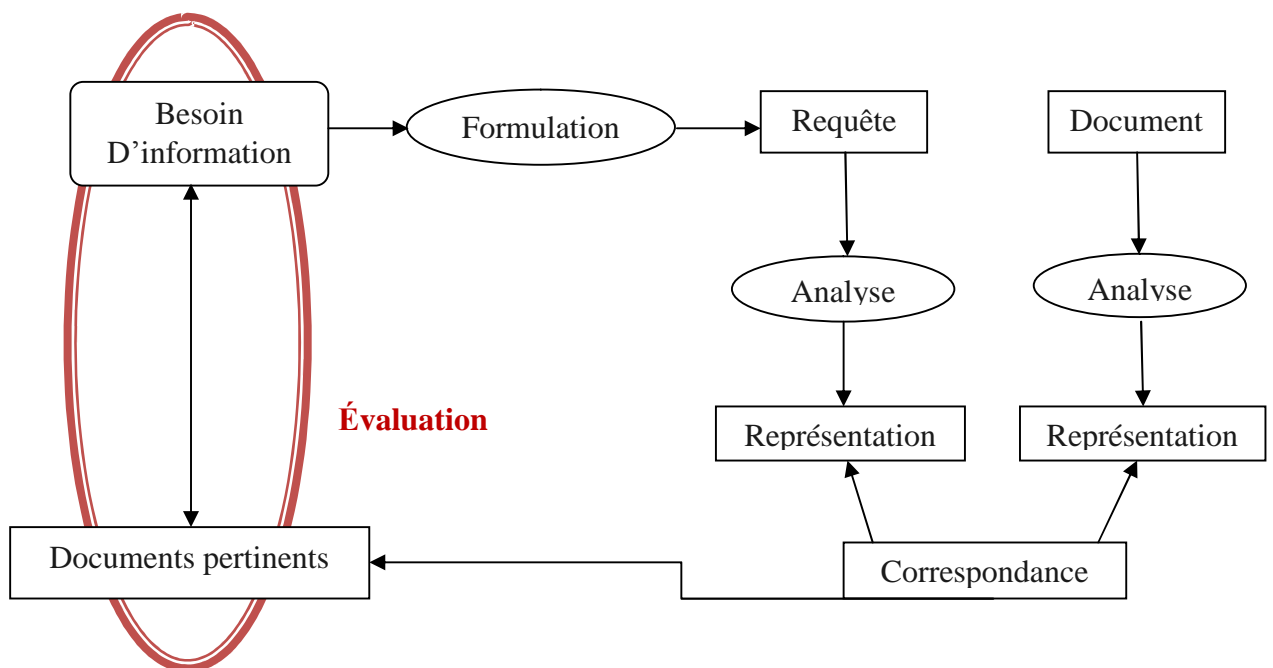 Besoin
D’information
Formulation
Requête
Document
Analyse
Analyse
Évaluation
Représentation
Représentation
Documents pertinents
Correspondance